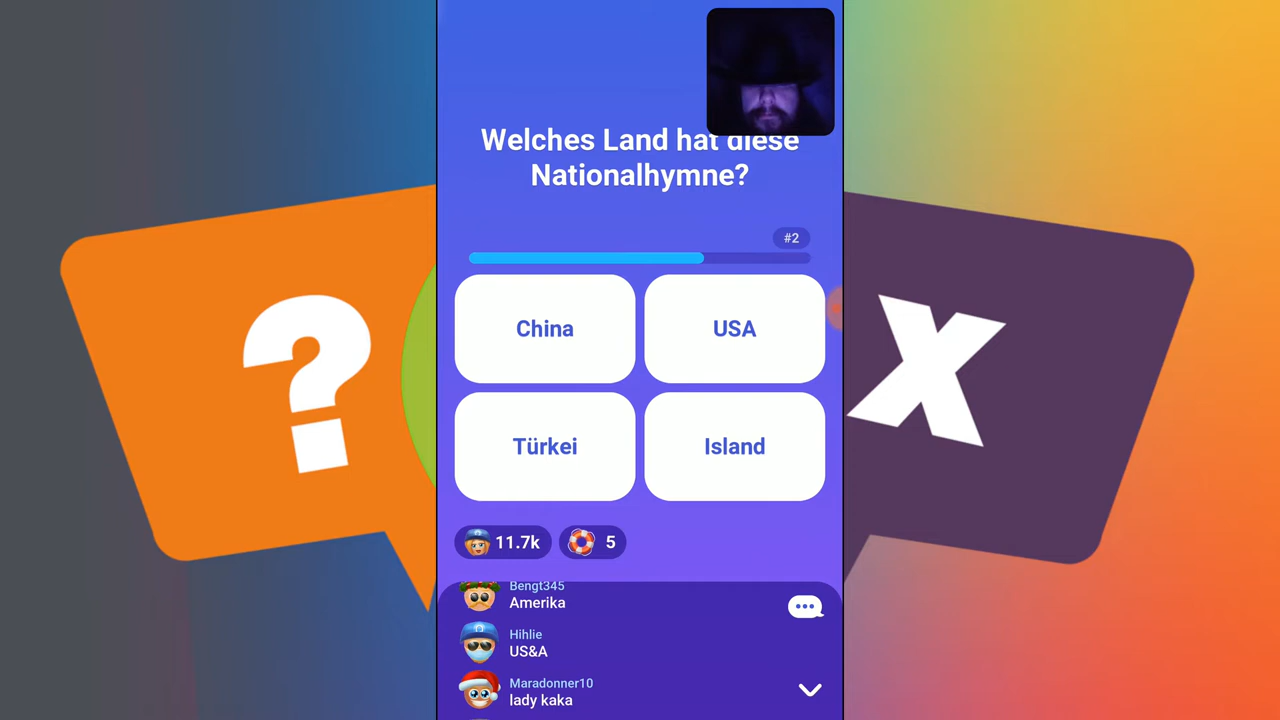 Welches Land hat diese
Nationalhymne?
#2
China
USA
Türkei
Island
11.7k
5
Bengt345
Amerika
Hihlie
US&A
Maradonner10
lady kaka
?
X